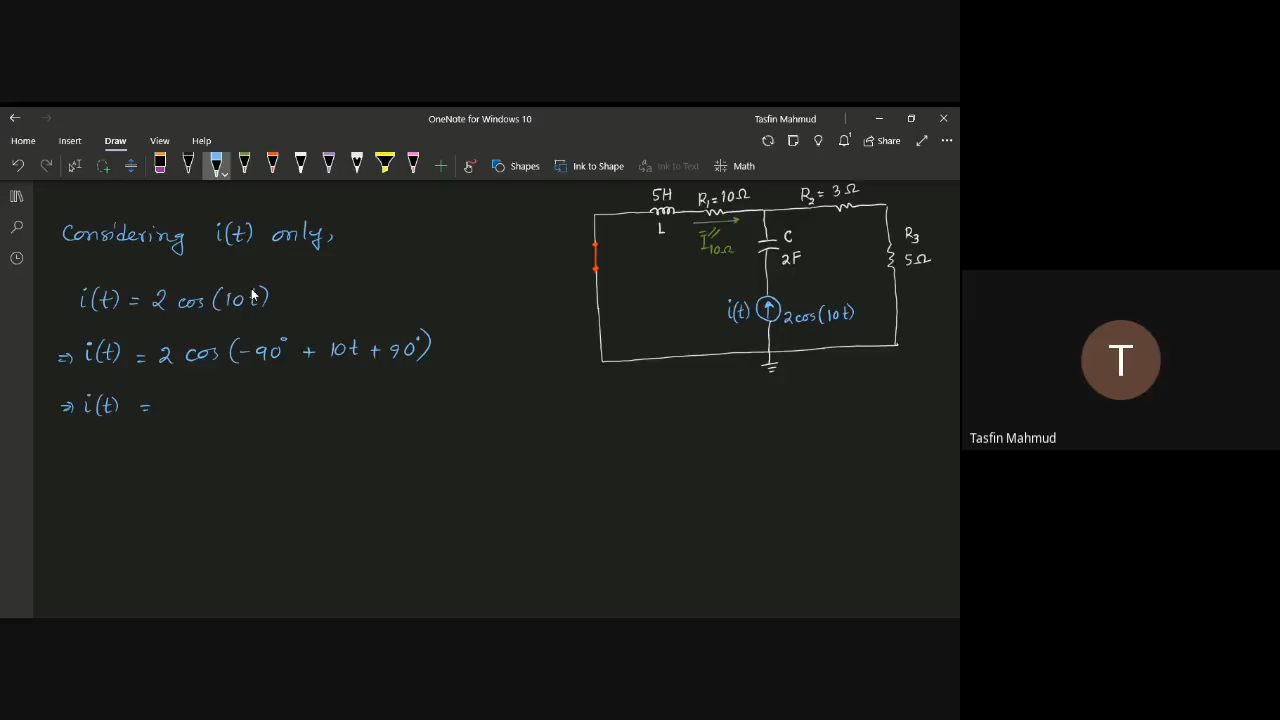 OneNote for Windows 10
Tasfin Mahmud
Home Insert Draw View Help
Share
Shapes Ink to Shape Ink to Text Math
Considering i(t) only,
i(t) = 2 cos(10t)
⇒ i(t) = 2 cos(-90° + 10t + 90°)
⇒ i(t) =
5H
L
R₁=10Ω
I″10Ω
R₂=3Ω
C
2F
R₃
5Ω
i(t)
2cos(10t)
T
Tasfin Mahmud